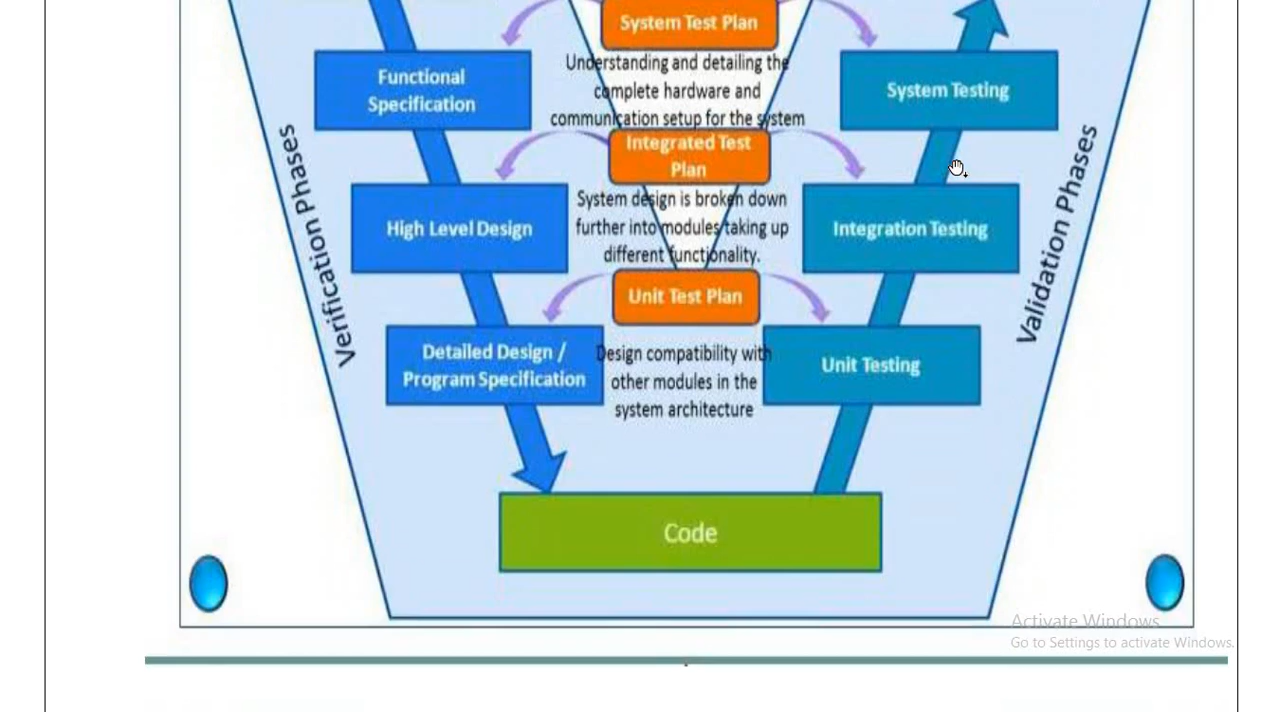 System Test Plan
Functional
Specification
Understanding and detailing the
complete hardware and
communication setup for the system
System Testing
Verification Phases
Validation Phases
Integrated Test
Plan
High Level Design
System design is broken down
further into modules taking up
different functionality.
Integration Testing
Unit Test Plan
Detailed Design /
Program Specification
Design compatibility with
other modules in the
system architecture
Unit Testing
Code
Activate Windows
Go to Settings to activate Windows.